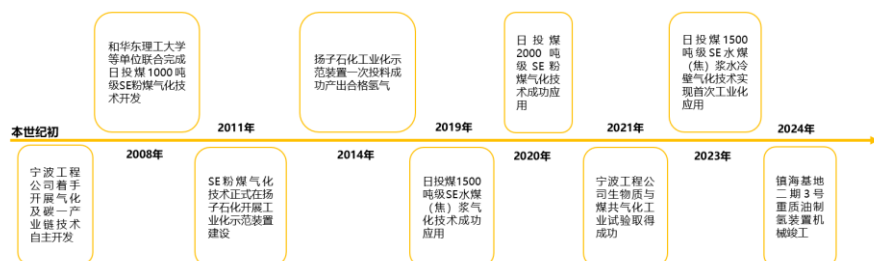 和华东理工大学
等单位联合完成
日投煤1000吨
级SE粉煤气化技
术开发
扬子石化工业化示
范装置一次投料成
功产出合格氢气
日投煤
2000吨
级SE粉
煤气化技
术成功应
用
日投煤1500
吨级SE水煤
（焦）浆水冷
壁气化技术实
现首次工业化
应用
本世纪初
2011年
2019年
2021年
2024年
2008年
2014年
2020年
2023年
宁波工程
公司着手
开展气化
及碳一产
业链技术
自主开发
SE粉煤气化
技术正式在扬
子石化开展工
业化示范装置
建设
日投煤1500
吨级SE水煤
（焦）浆气
化技术成功
应用
宁波工程公
司生物质与
煤共气化工
业试验取得
成功
镇海基地
二期3号
重质油制
氢装置机
械竣工